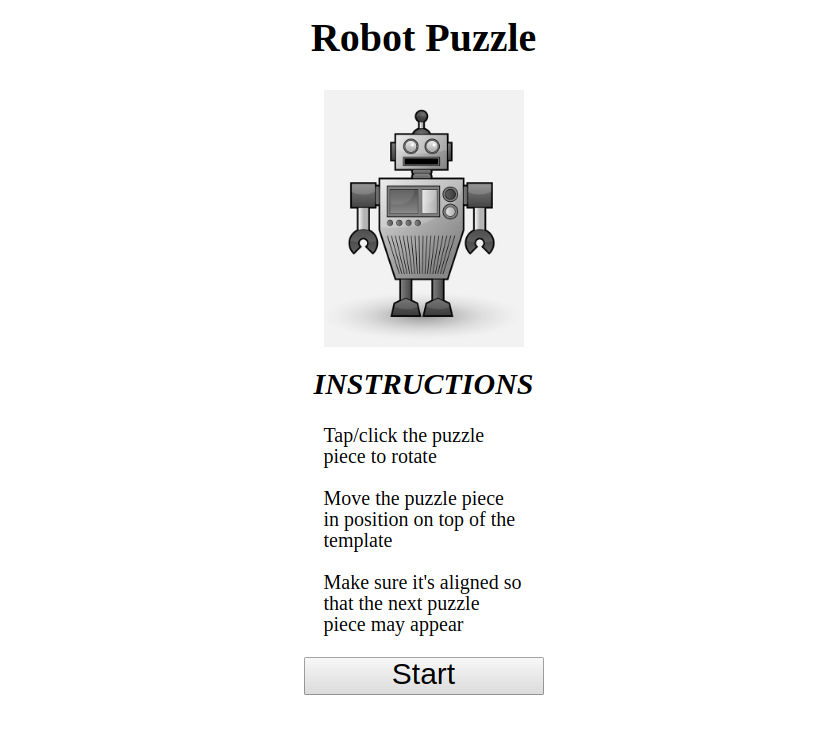 Robot Puzzle
INSTRUCTIONS
Tap/click the puzzle
piece to rotate
Move the puzzle piece
in position on top of the
template
Make sure it's aligned so
that the next puzzle
piece may appear
Start